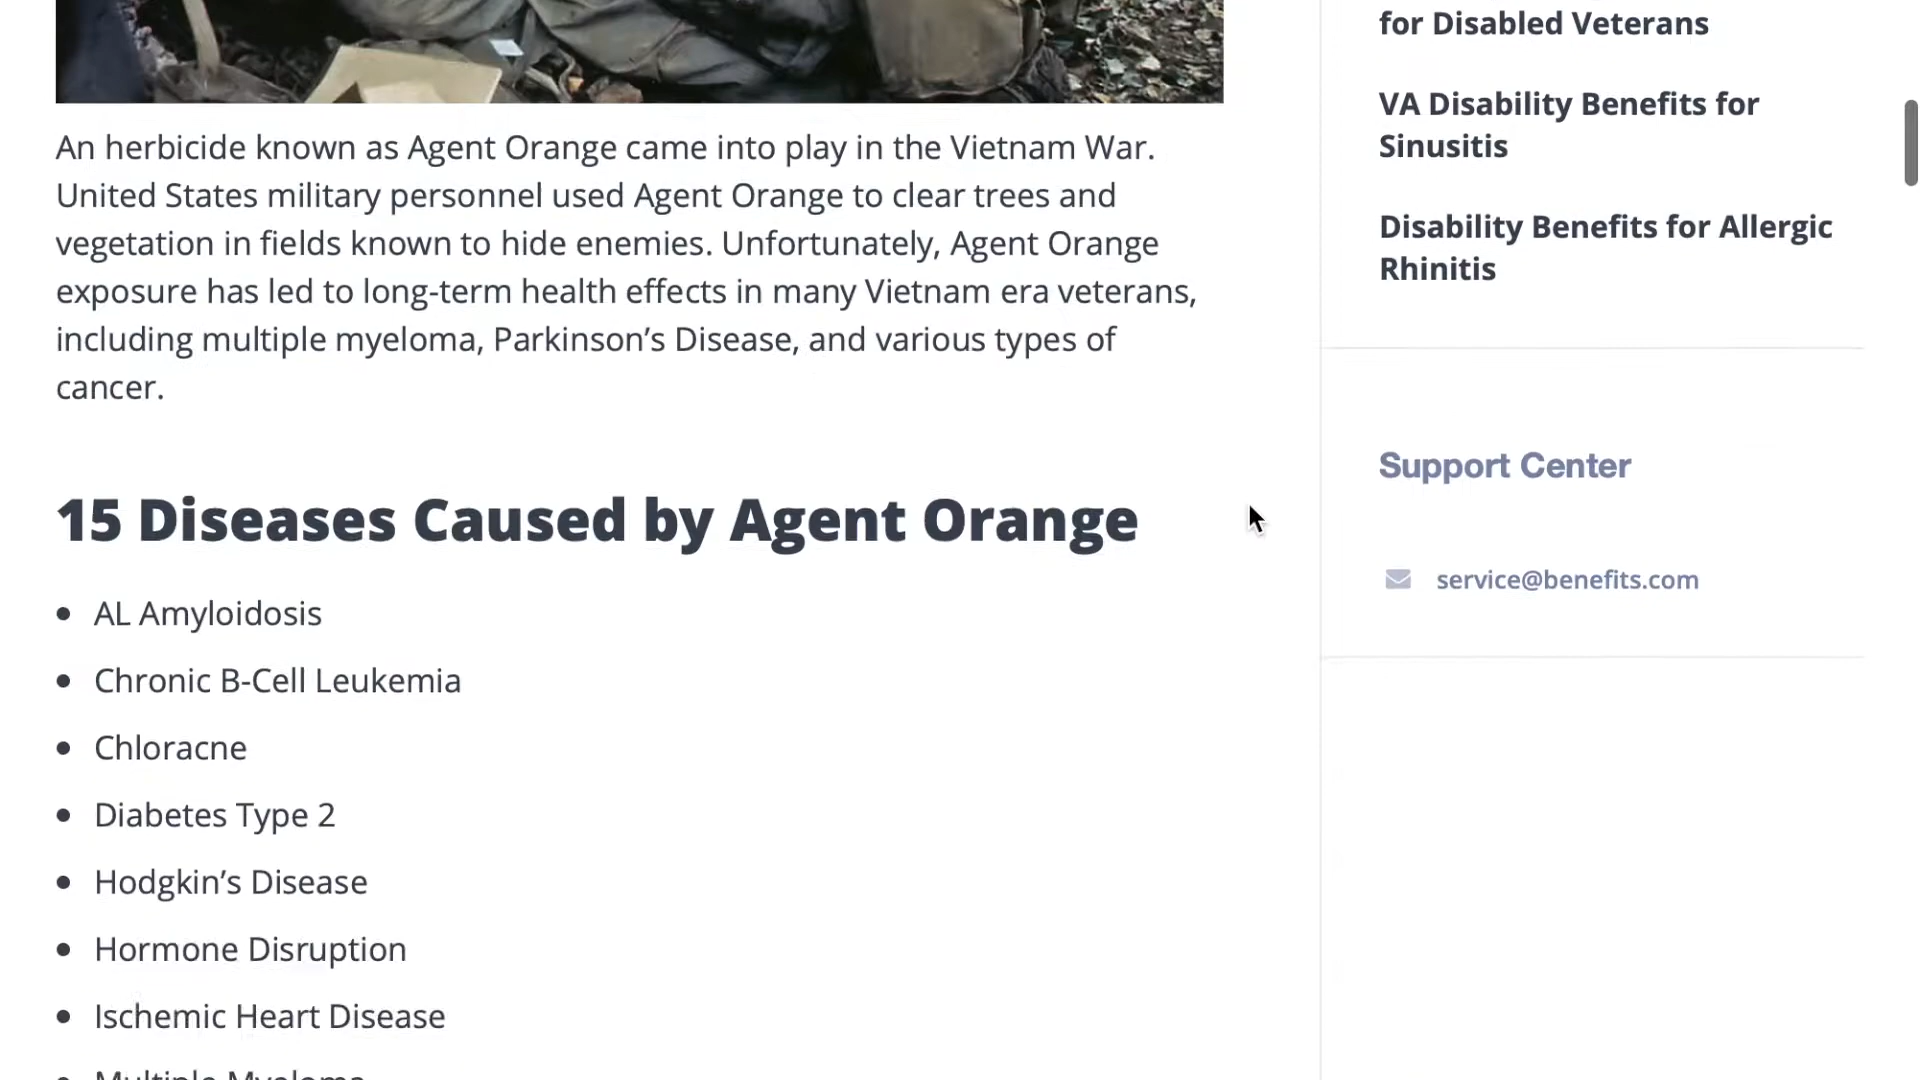 An herbicide known as Agent Orange came into play in the Vietnam War.
United States military personnel used Agent Orange to clear trees and
vegetation in fields known to hide enemies. Unfortunately, Agent Orange
exposure has led to long-term health effects in many Vietnam era veterans,
including multiple myeloma, Parkinson’s Disease, and various types of
cancer.
15 Diseases Caused by Agent Orange
• AL Amyloidosis
• Chronic B-Cell Leukemia
• Chloracne
• Diabetes Type 2
• Hodgkin’s Disease
• Hormone Disruption
• Ischemic Heart Disease
• Multiple Myeloma
for Disabled Veterans
VA Disability Benefits for
Sinusitis
Disability Benefits for Allergic
Rhinitis
Support Center
service@benefits.com